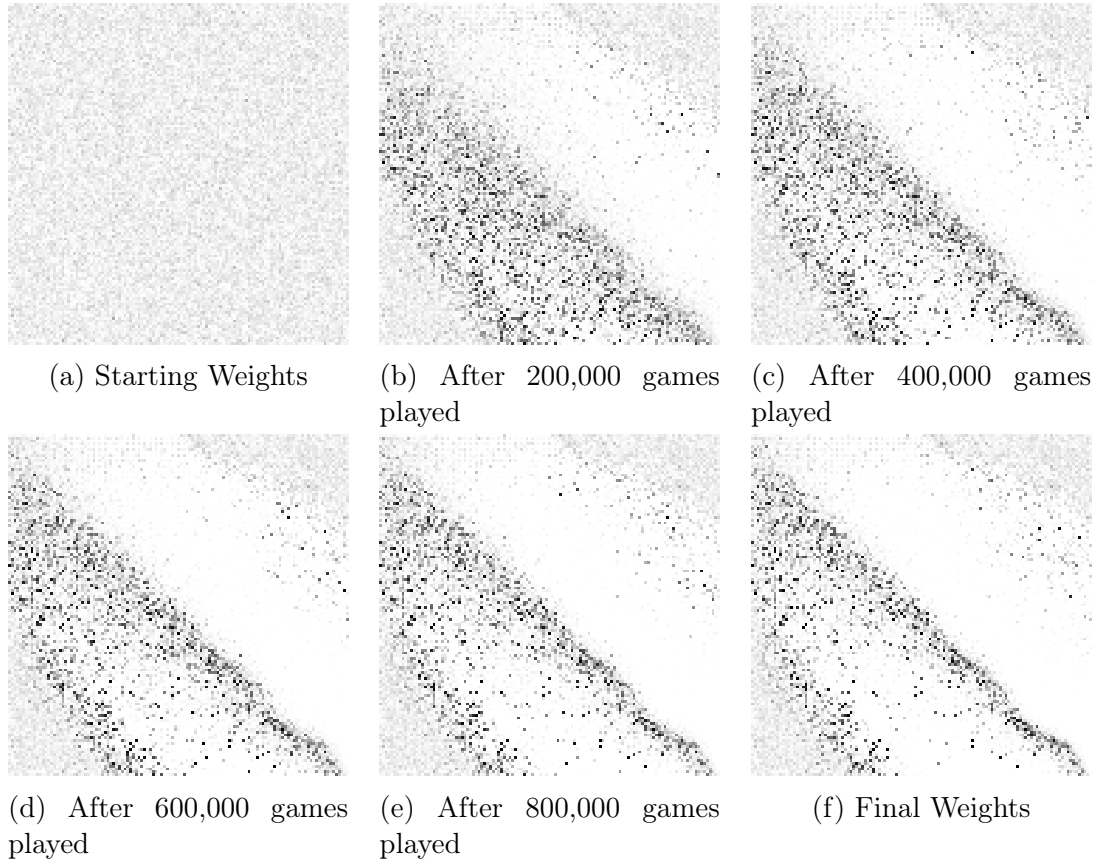 (a) Starting Weights
(b) After 200,000 games
played
(c) After 400,000 games
played
(d) After 600,000 games
played
(e) After 800,000 games
played
(f) Final Weights